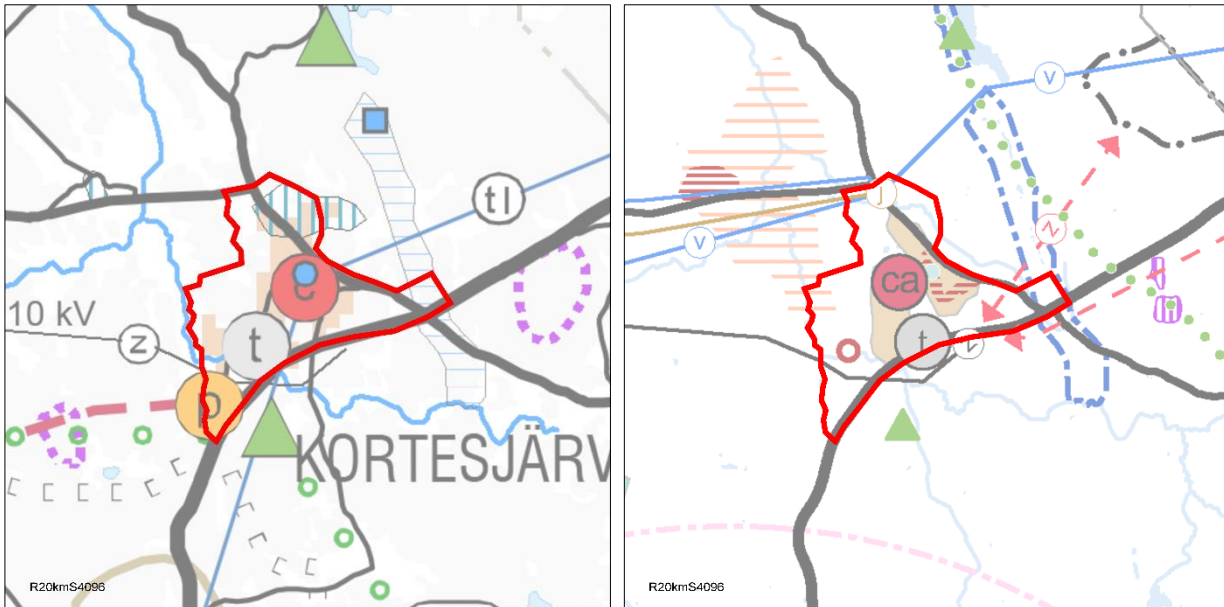 tl
c
10 kV
z
t
p
KORTESJÄRV
R20kmS4096
v
j
z
v
ca
t
z
R20kmS4096